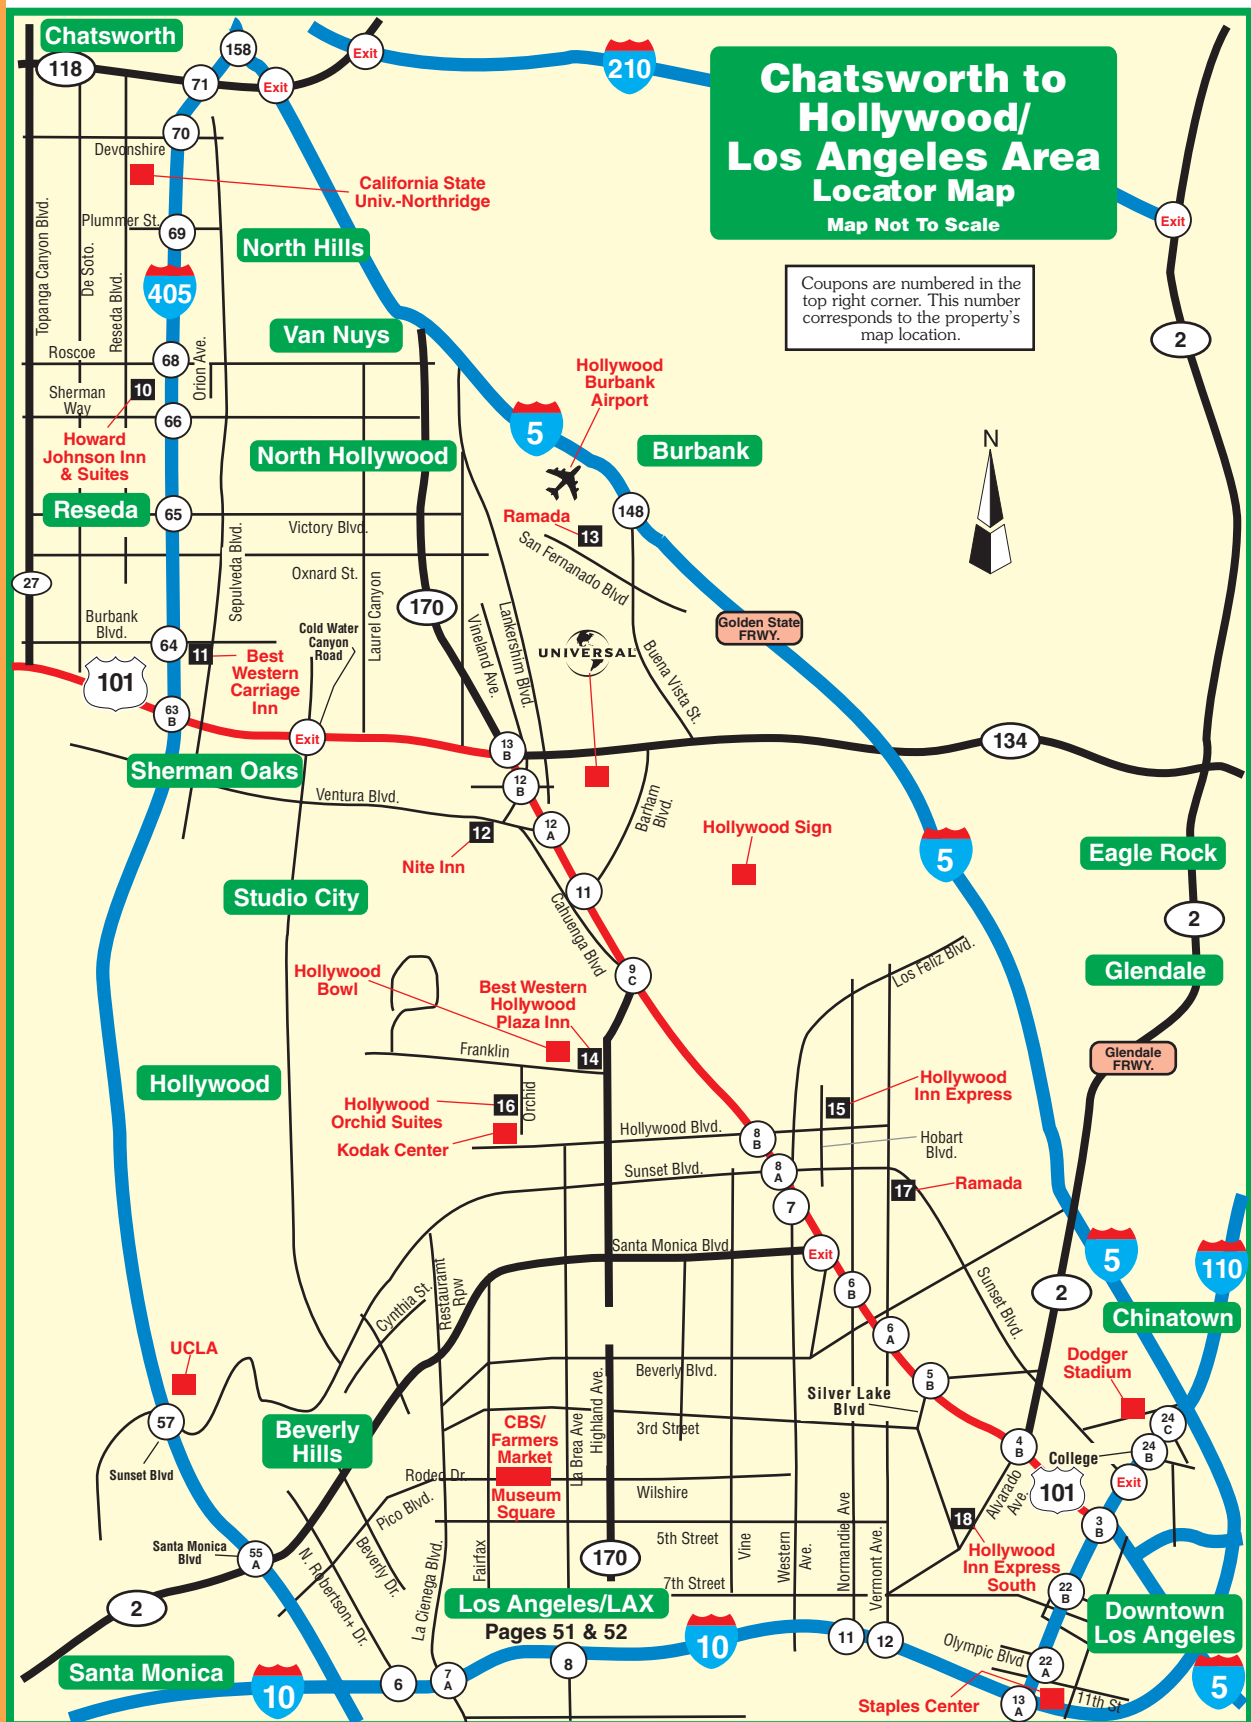 Chatsworth
118
158
71
Exit
Exit
210
Chatsworth to
Hollywood/
Los Angeles Area
Locator Map
Map Not To Scale
70
Devonshire
California State
Univ.-Northridge
Exit
Topanga Canyon Blvd.
De Soto.
Reseda Blvd.
Plummer St.
69
North Hills
405
Coupons are numbered in the
top right corner. This number
corresponds to the property's
map location.
Van Nuys
2
Roscoe
68
Orion Ave.
Hollywood
Burbank
Airport
Sherman
Way
10
66
5
Howard
Johnson Inn
& Suites
North Hollywood
Burbank
N
Reseda
65
Victory Blvd.
Ramada
13
148
San Fernanado Blvd
Sepulveda Blvd.
Oxnard St.
Laurel Canyon
27
170
Lankershim Blvd.
Vineland Ave.
Burbank
Blvd.
64
11
Best
Western
Carriage
Inn
Cold Water
Canyon
Road
UNIVERSAL
Buena Vista St.
Golden State
FRWY.
101
63
B
Exit
13
B
134
Sherman Oaks
12
B
Ventura Blvd.
Barham
Blvd.
12
Nite Inn
12
A
Hollywood Sign
5
Eagle Rock
Studio City
11
Cahuenga Blvd
2
Los Feliz Blvd.
Glendale
Hollywood
Bowl
9
C
Best Western
Hollywood
Plaza Inn
14
Franklin
Glendale
FRWY.
Hollywood
Hollywood
Orchid Suites
16
Orchid
Kodak Center
15
Hollywood
Inn Express
Hollywood Blvd.
8
B
Hobart
Blvd.
Sunset Blvd.
8
A
17
Ramada
7
Santa Monica Blvd.
Exit
5
110
Restauramt
Rpw
Cynthia St.
6
B
Sunset Blvd.
2
Chinatown
UCLA
6
A
Beverly Blvd.
Dodger
Stadium
Silver Lake
Blvd
5
B
57
Sunset Blvd
Beverly
Hills
CBS/
Farmers
Market
La Brea Ave
Highland Ave.
3rd Street
24
C
4
B
College
24
B
Rodeo Dr.
Museum
Square
Wilshire
Alvarado
Ave.
101
Exit
Pico Blvd.
Normandie Ave
18
3
B
Santa Monica
Blvd
55
A
N. Robertson+ Dr.
Beverly Dr.
La Cienega Blvd.
Fairfax
170
5th Street
Vine
Western
Ave.
Vermont Ave.
Hollywood
Inn Express
South
7th Street
22
B
2
Los Angeles/LAX
Pages 51 & 52
Downtown
Los Angeles
10
11
12
Olympic Blvd
22
A
Santa Monica
10
6
7
A
8
Staples Center
13
A
11th St
5